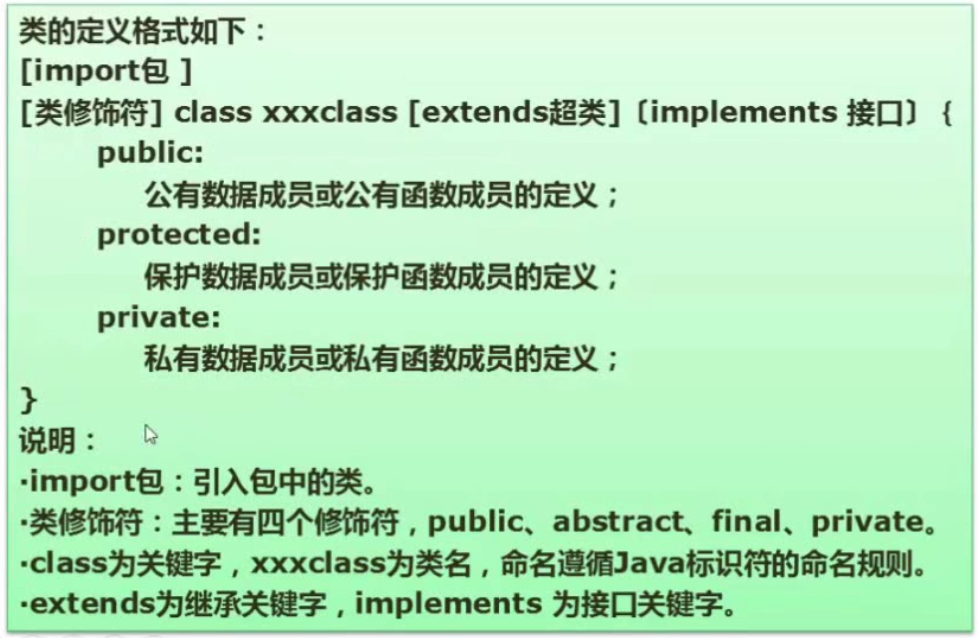 类的定义格式如下：
[import包 ]
[类修饰符] class xxxclass [extends超类]〔implements 接口〕{
public:
公有数据成员或公有函数成员的定义；
protected:
保护数据成员或保护函数成员的定义；
private:
私有数据成员或私有函数成员的定义；
}
说明：
·import包：引入包中的类。
·类修饰符：主要有四个修饰符，public、abstract、final、private。
·class为关键字，xxxclass为类名，命名遵循Java标识符的命名规则。
·extends为继承关键字，implements 为接口关键字。